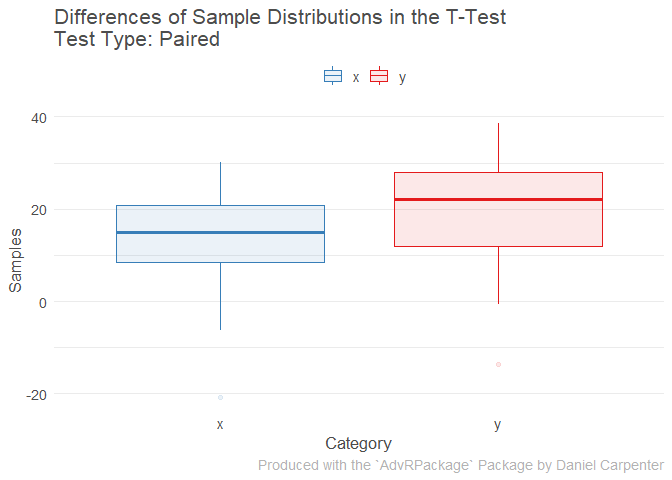 Differences of Sample Distributions in the T-Test
Test Type: Paired
x y
40
20
0
-20
Samples
x y
Category
Produced with the `AdvRPackage` Package by Daniel Carpenter